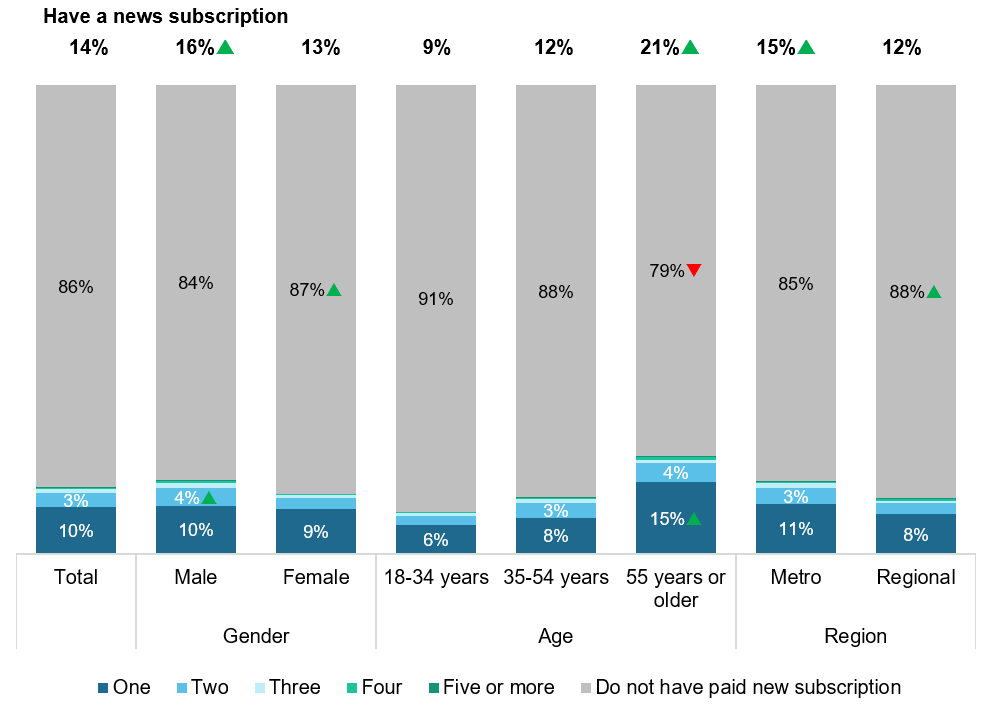 Have a news subscription
14% 16% 13% 9% 12% 21% 15% 12%
86% 84% 87% 91% 88% 79% 85% 88%
3% 4% 3% 4% 3%
10% 10% 9% 6% 8% 15% 11% 8%
Total Male Female 18-34 years 35-54 years 55 years or older Metro Regional
Gender Age Region
One Two Three Four Five or more Do not have paid new subscription